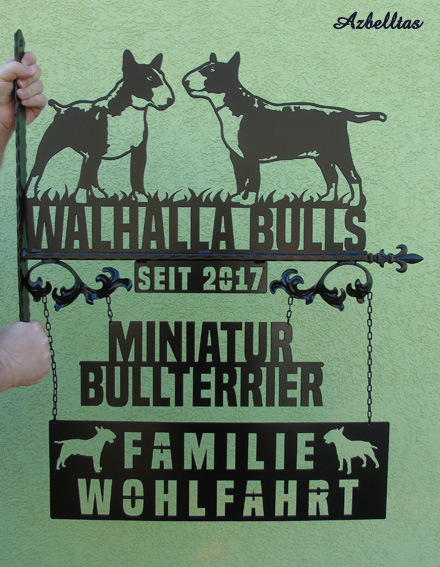 Azbelltas
WALHALLA BULLS
SEIT 2017
MINIATUR
BULLTERRIER
FAMILIE
WOHLFAHRT